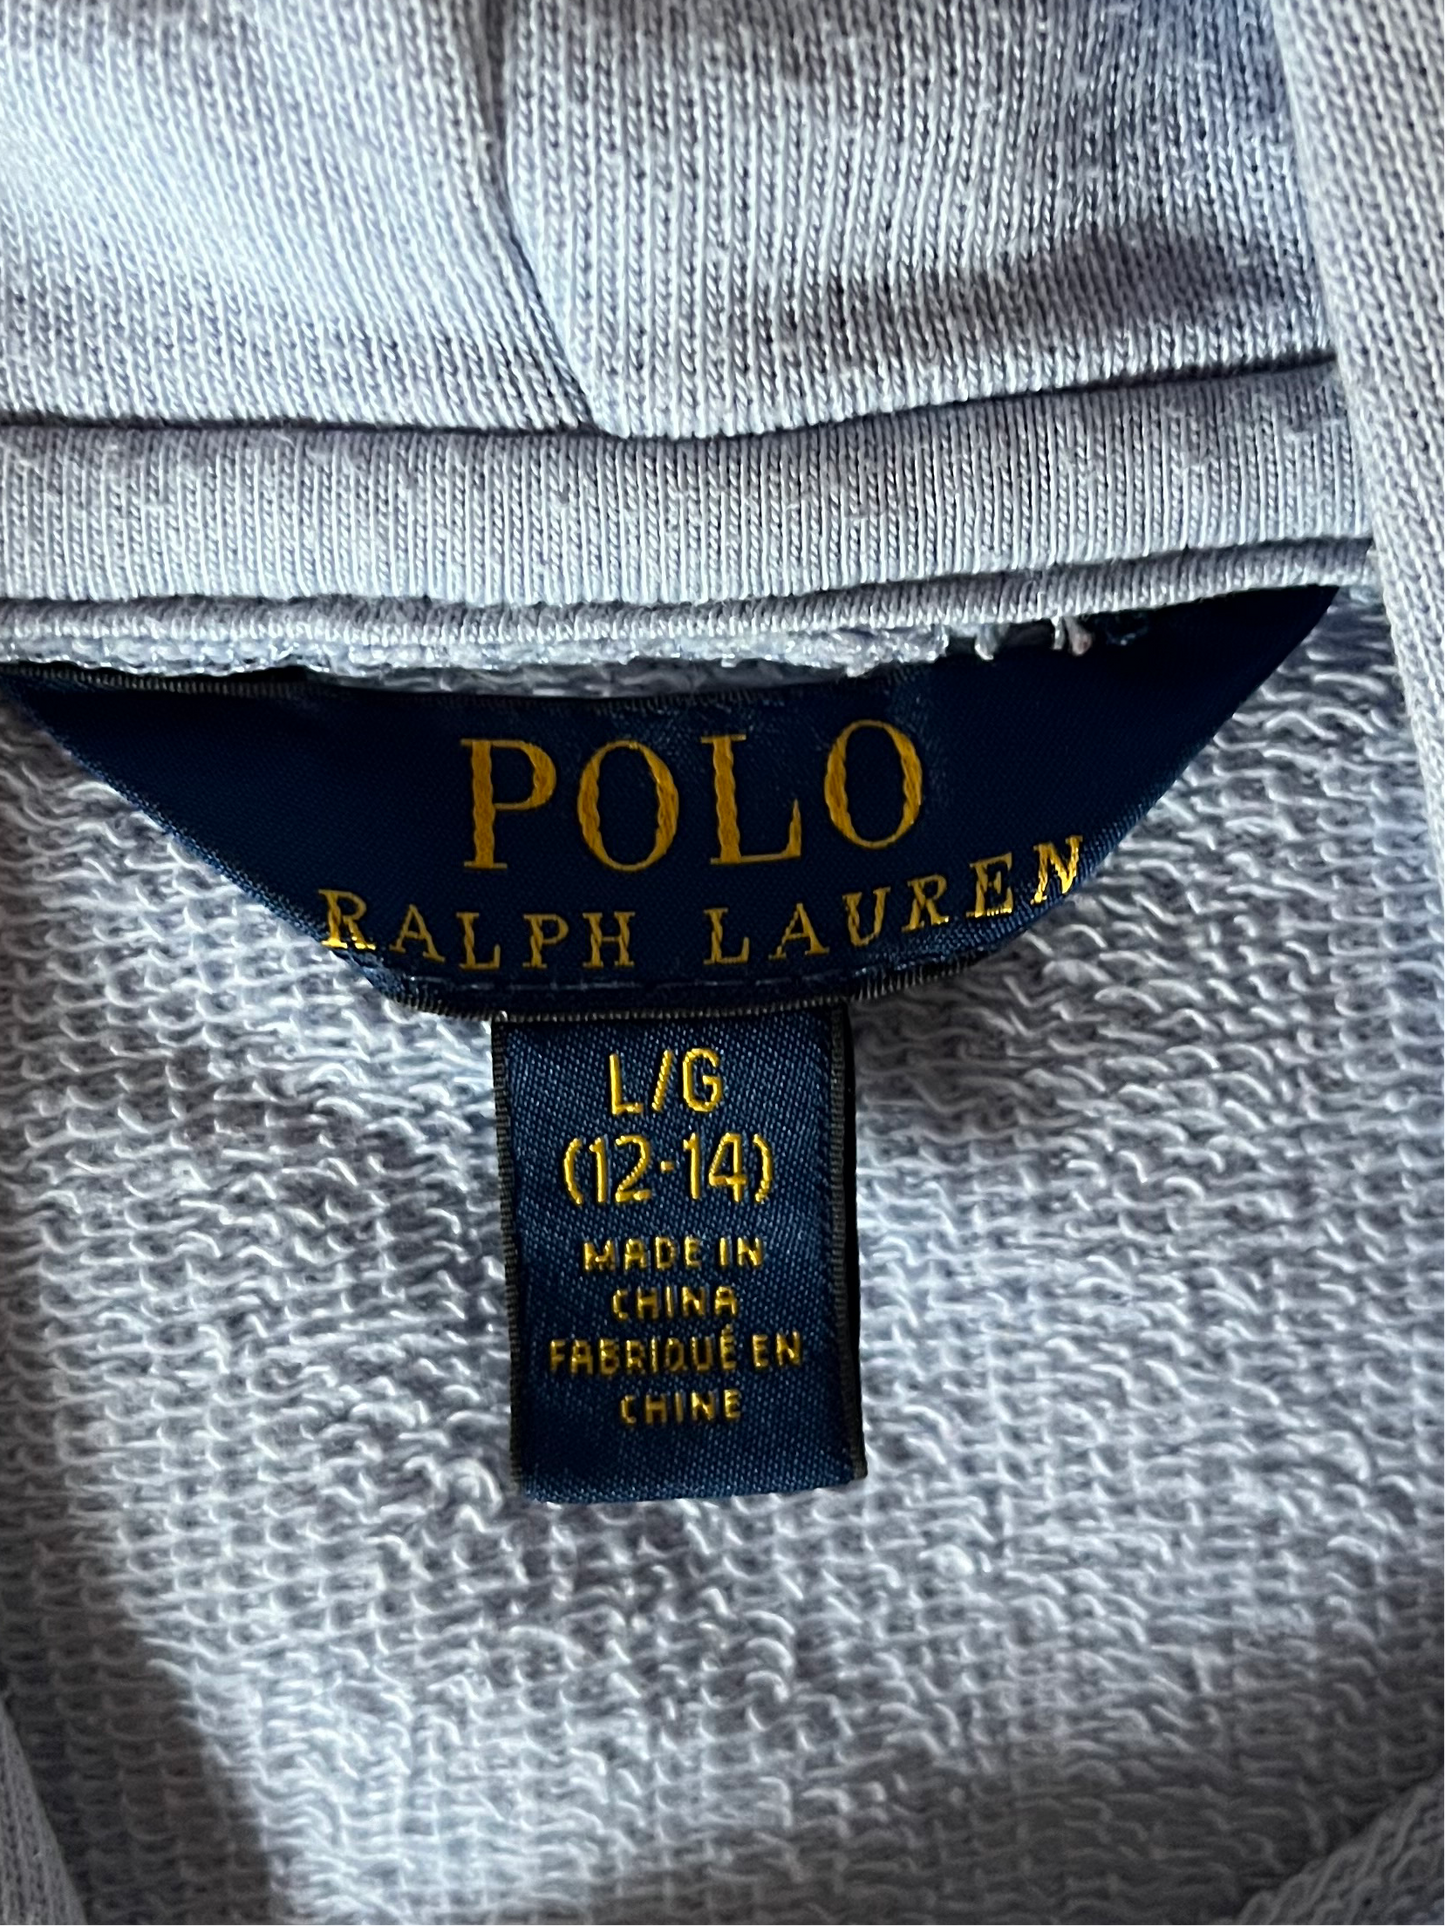 POLO
RALPH LAUREN
L/G
(12-14)
MADE IN
CHINA
FABRIQUÉ EN
CHINE